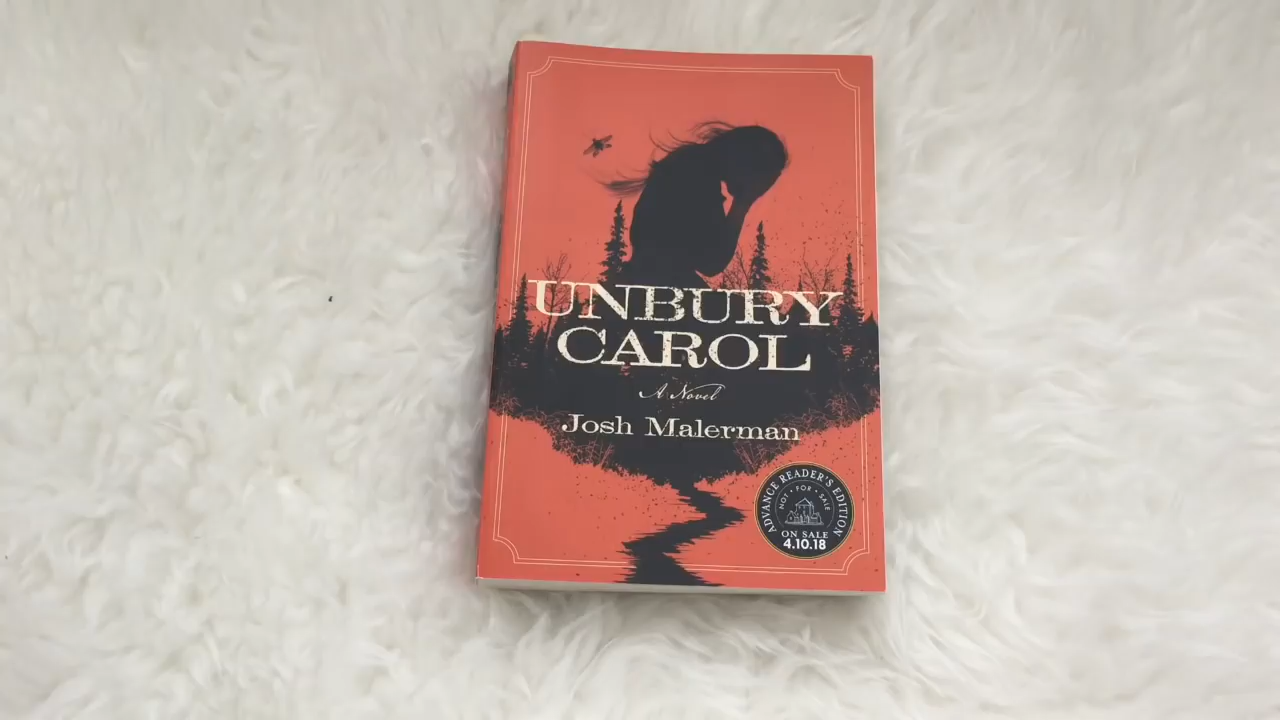 UNBURY
CAROL
A Novel
Josh Malerman
ADVANCE READER'S EDITION
NOT • FOR • SALE
ON SALE
4.10.18